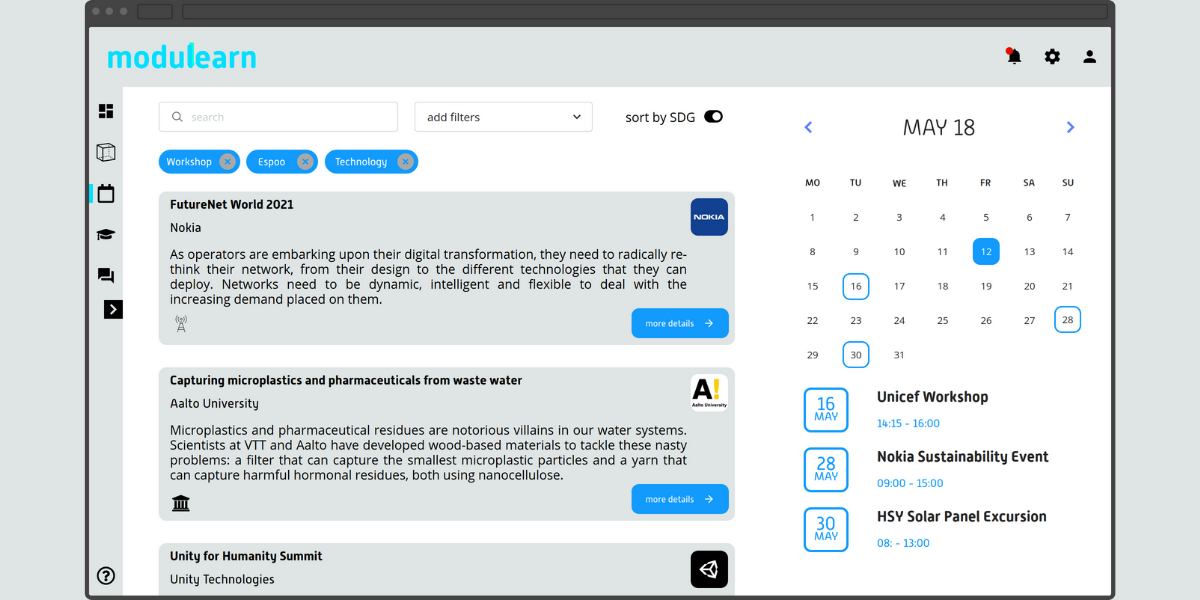 modulearn
search
add filters
sort by SDG
Workshop
Espoo
Technology
FutureNet World 2021
Nokia
NOKIA
As operators are embarking upon their digital transformation, they need to radically re-
think their network, from their design to the different technologies that they can
deploy. Networks need to be dynamic, intelligent and flexible to deal with the
increasing demand placed on them.
more details
Capturing microplastics and pharmaceuticals from waste water
Aalto University
A!
Aalto University
Microplastics and pharmaceutical residues are notorious villains in our water systems.
Scientists at VTT and Aalto have developed wood-based materials to tackle these nasty
problems: a filter that can capture the smallest microplastic particles and a yarn that
can capture harmful hormonal residues, both using nanocellulose.
more details
Unity for Humanity Summit
Unity Technologies
MAY 18
MO TU WE TH FR SA SU
1 2 3 4 5 6 7
8 9 10 11 12 13 14
15 16 17 18 19 20 21
22 23 24 25 26 27 28
29 30 31
16
MAY
Unicef Workshop
14:15 - 16:00
28
MAY
Nokia Sustainability Event
09:00 - 15:00
30
MAY
HSY Solar Panel Excursion
08: - 13:00